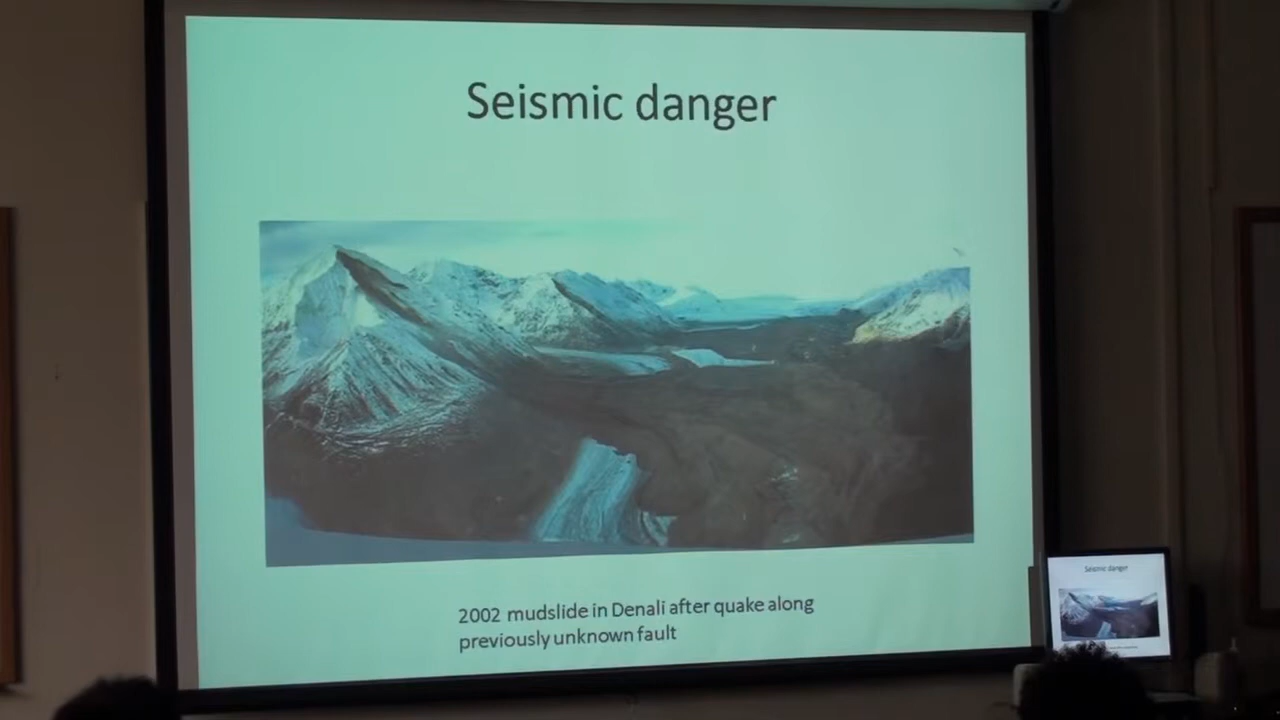 Seismic danger
2002 mudslide in Denali after quake along
previously unknown fault
Seismic danger